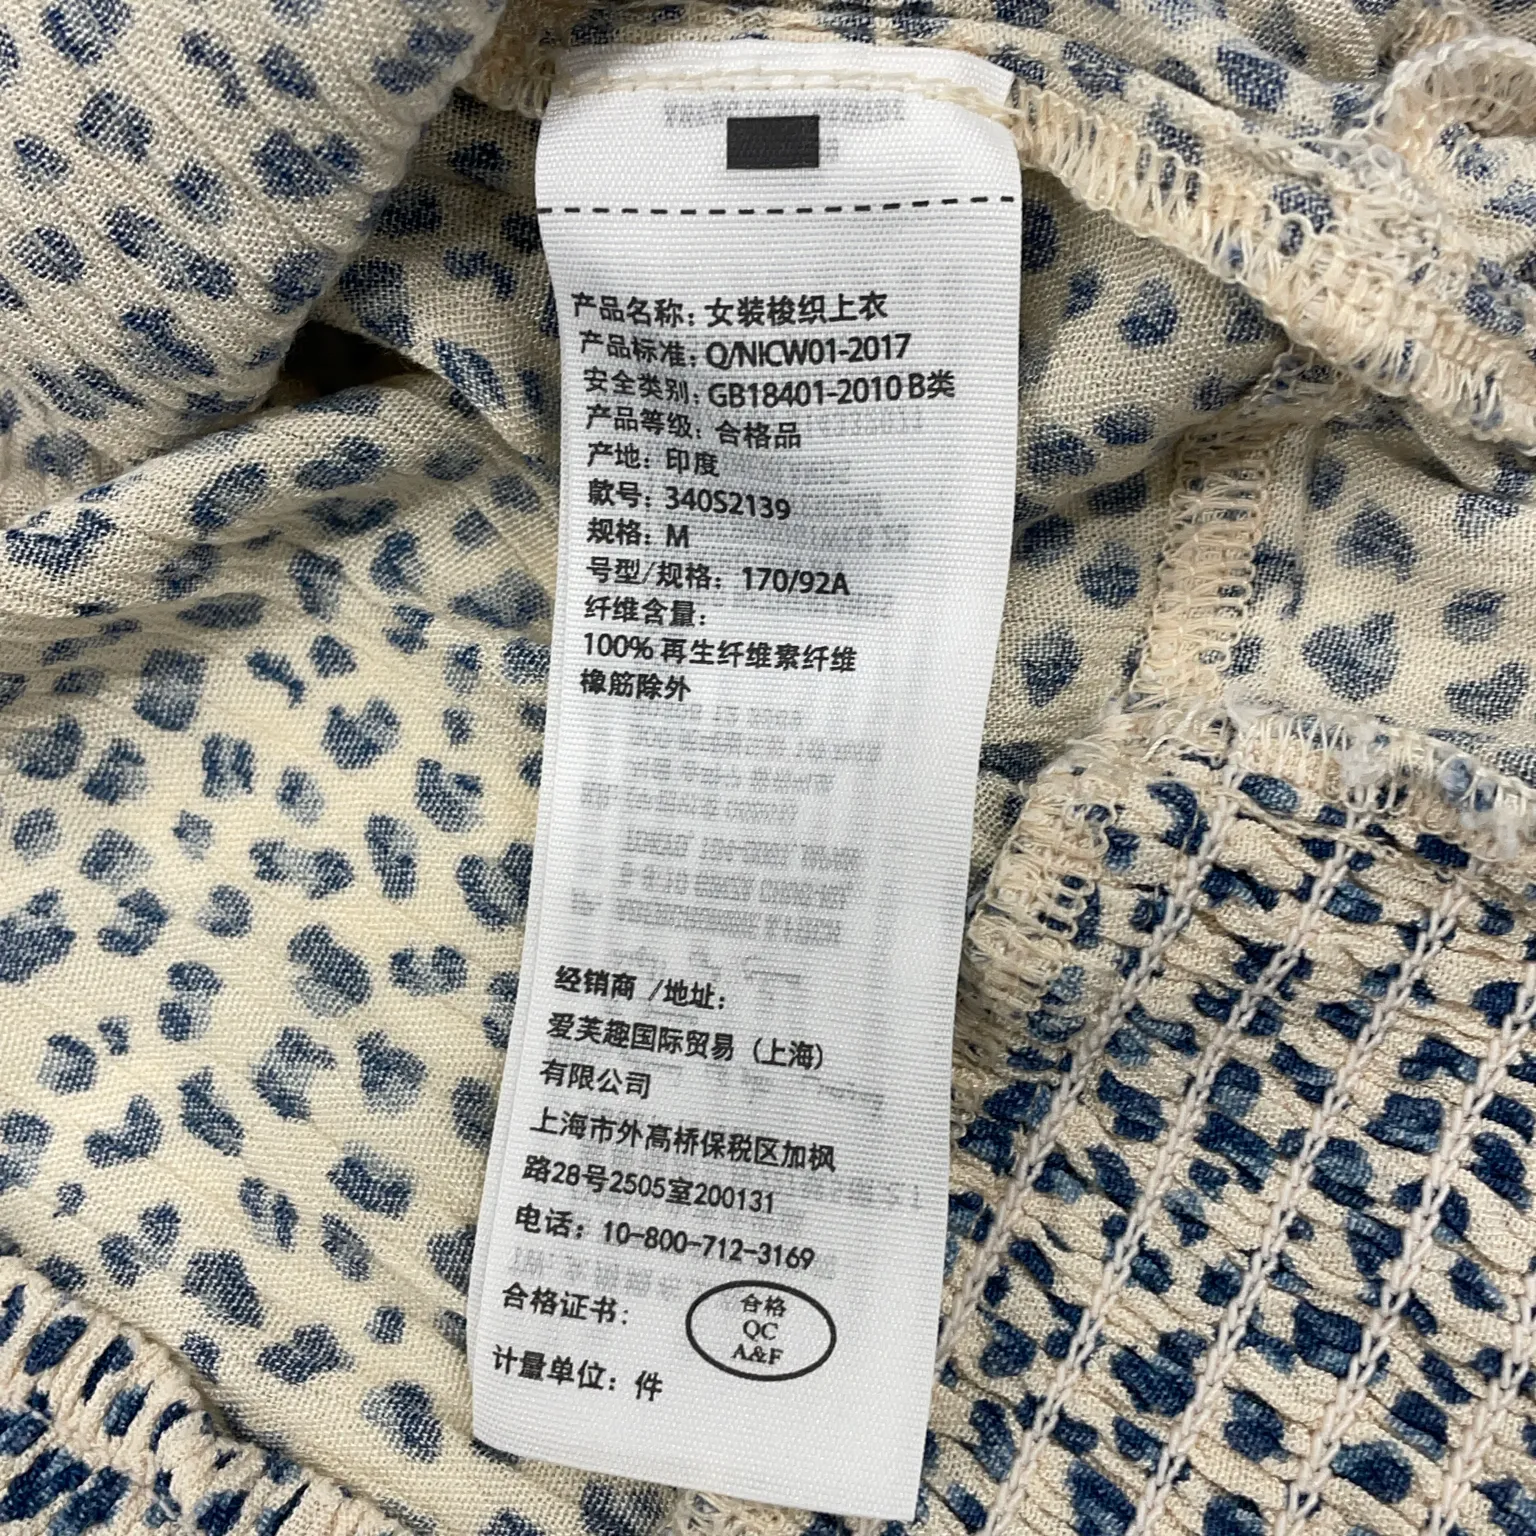 产品名称: 女装梭织上衣
产品标准: Q/NICW01-2017
安全类别: GB18401-2010 B类
产品等级: 合格品
产地: 印度
款号: 340S2139
规格: M
号型/规格: 170/92A
纤维含量:
100% 再生纤维素纤维
橡筋除外
经销商 /地址:
爱芙趣国际贸易 (上海)
有限公司
上海市外高桥保税区加枫
路28号2505室200131
电话: 10-800-712-3169
合格证书:
合格
QC
A&F
计量单位: 件